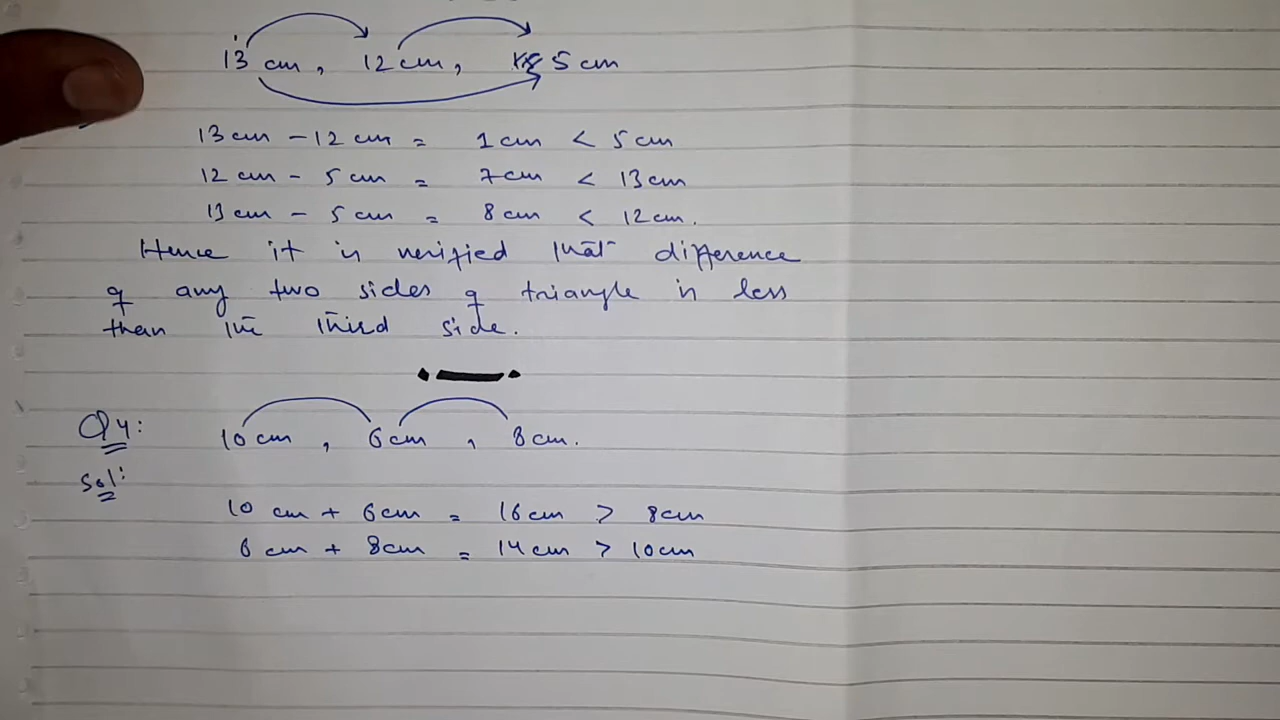 13 cm, 12 cm, 5 cm
13 cm - 12 cm = 1 cm < 5 cm
12 cm - 5 cm = 7 cm < 13 cm
13 cm - 5 cm = 8 cm < 12 cm.
Hence it is verified that difference
of any two sides of triangle is less
than the third side.
Q4: 10 cm, 6 cm, 8 cm.
Sol:
10 cm + 6 cm = 16 cm > 8 cm
6 cm + 8 cm = 14 cm > 10 cm